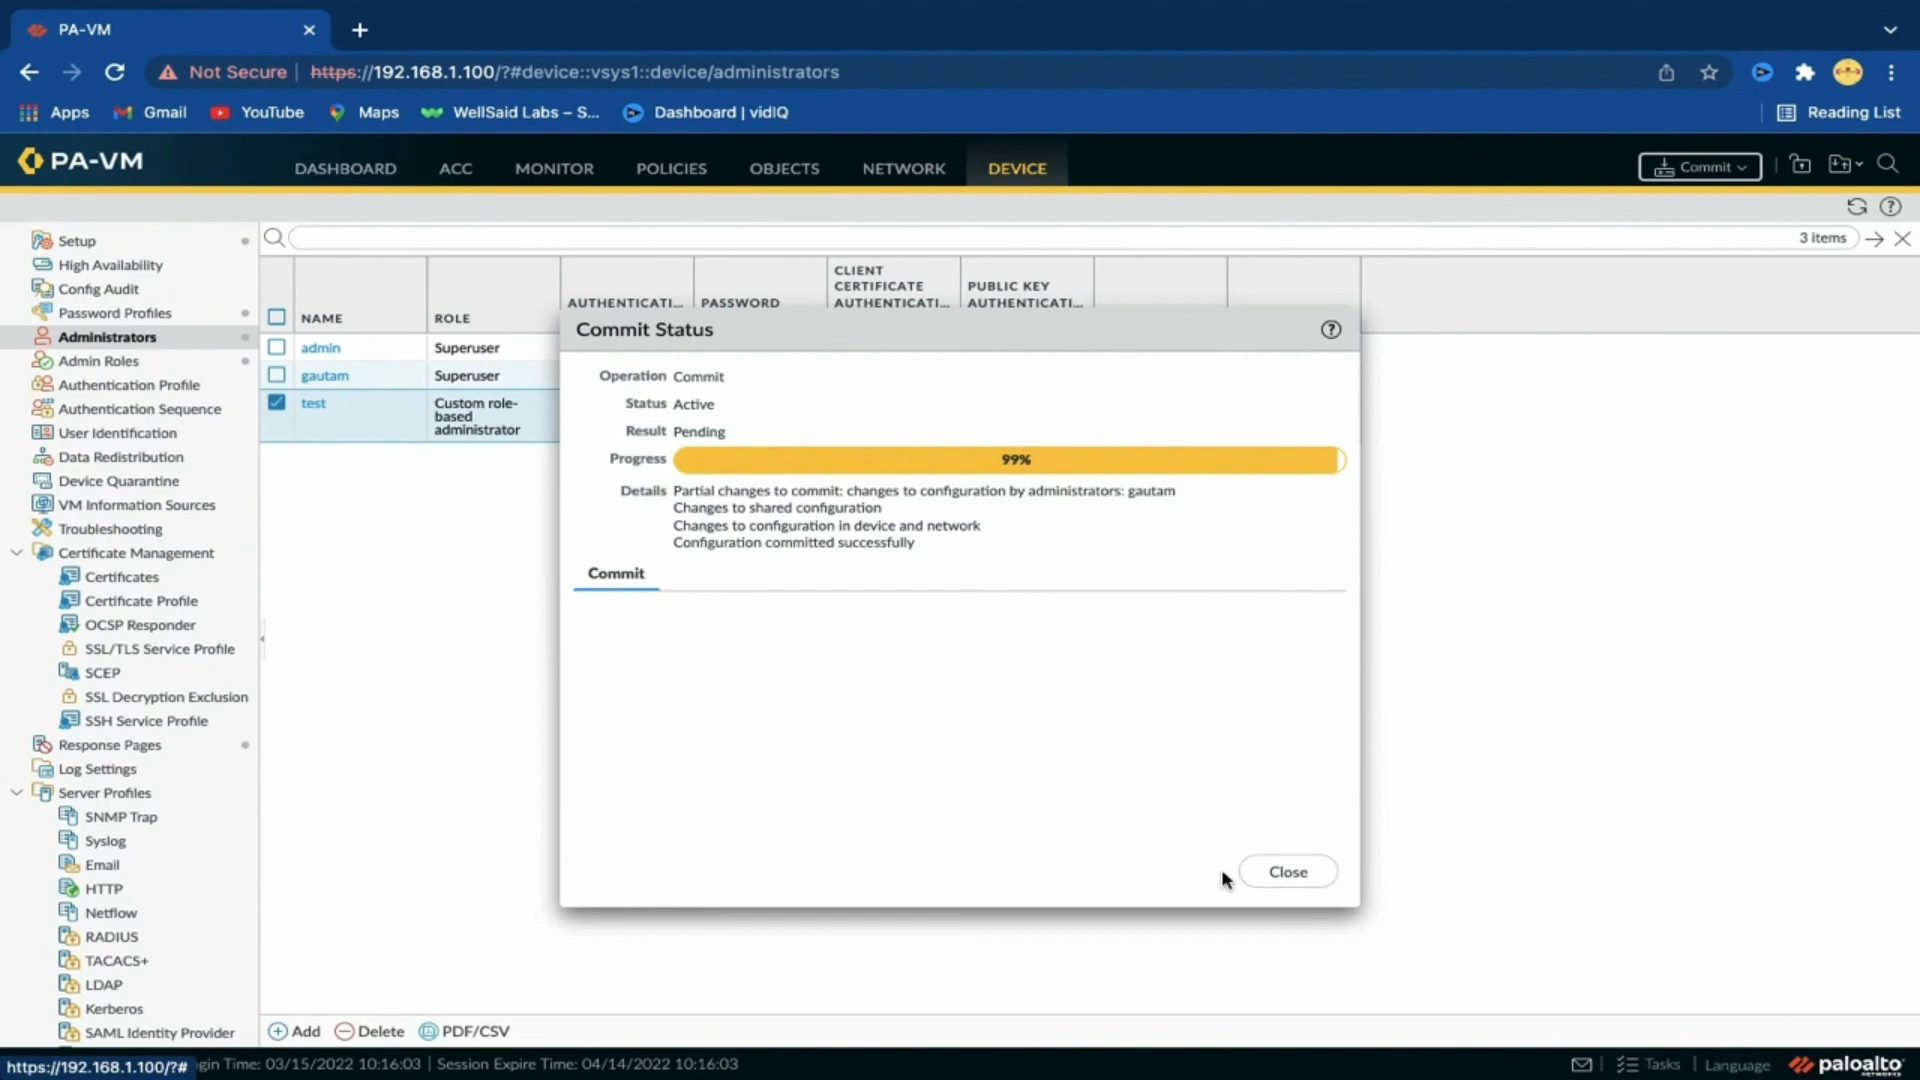 PA-VM
Not Secure
https://192.168.1.100/?#device::vsys1::device/administrators
Apps
Gmail
YouTube
Maps
WellSaid Labs – S...
Dashboard | vidIQ
Reading List
PA-VM
DASHBOARD
ACC
MONITOR
POLICIES
OBJECTS
NETWORK
DEVICE
Commit
Setup
High Availability
Config Audit
Password Profiles
Administrators
Admin Roles
Authentication Profile
Authentication Sequence
User Identification
Data Redistribution
Device Quarantine
VM Information Sources
Troubleshooting
Certificate Management
Certificates
Certificate Profile
OCSP Responder
SSL/TLS Service Profile
SCEP
SSL Decryption Exclusion
SSH Service Profile
Response Pages
Log Settings
Server Profiles
SNMP Trap
Syslog
Email
HTTP
Netflow
RADIUS
TACACS+
LDAP
Kerberos
SAML Identity Provider
3 items
NAME
ROLE
AUTHENTICATI...
PASSWORD
CLIENT
CERTIFICATE
AUTHENTICATI...
PUBLIC KEY
AUTHENTICATI...
admin
Superuser
gautam
Superuser
test
Custom role-
based
administrator
Commit Status
Operation Commit
Status Active
Result Pending
Progress 99%
Details Partial changes to commit: changes to configuration by administrators: gautam
Changes to shared configuration
Changes to configuration in device and network
Configuration committed successfully
Commit
Close
Add
Delete
PDF/CSV
https://192.168.1.100/?#
gin Time: 03/15/2022 10:16:03 | Session Expire Time: 04/14/2022 10:16:03
Tasks
Language
paloalto
NETWORKS